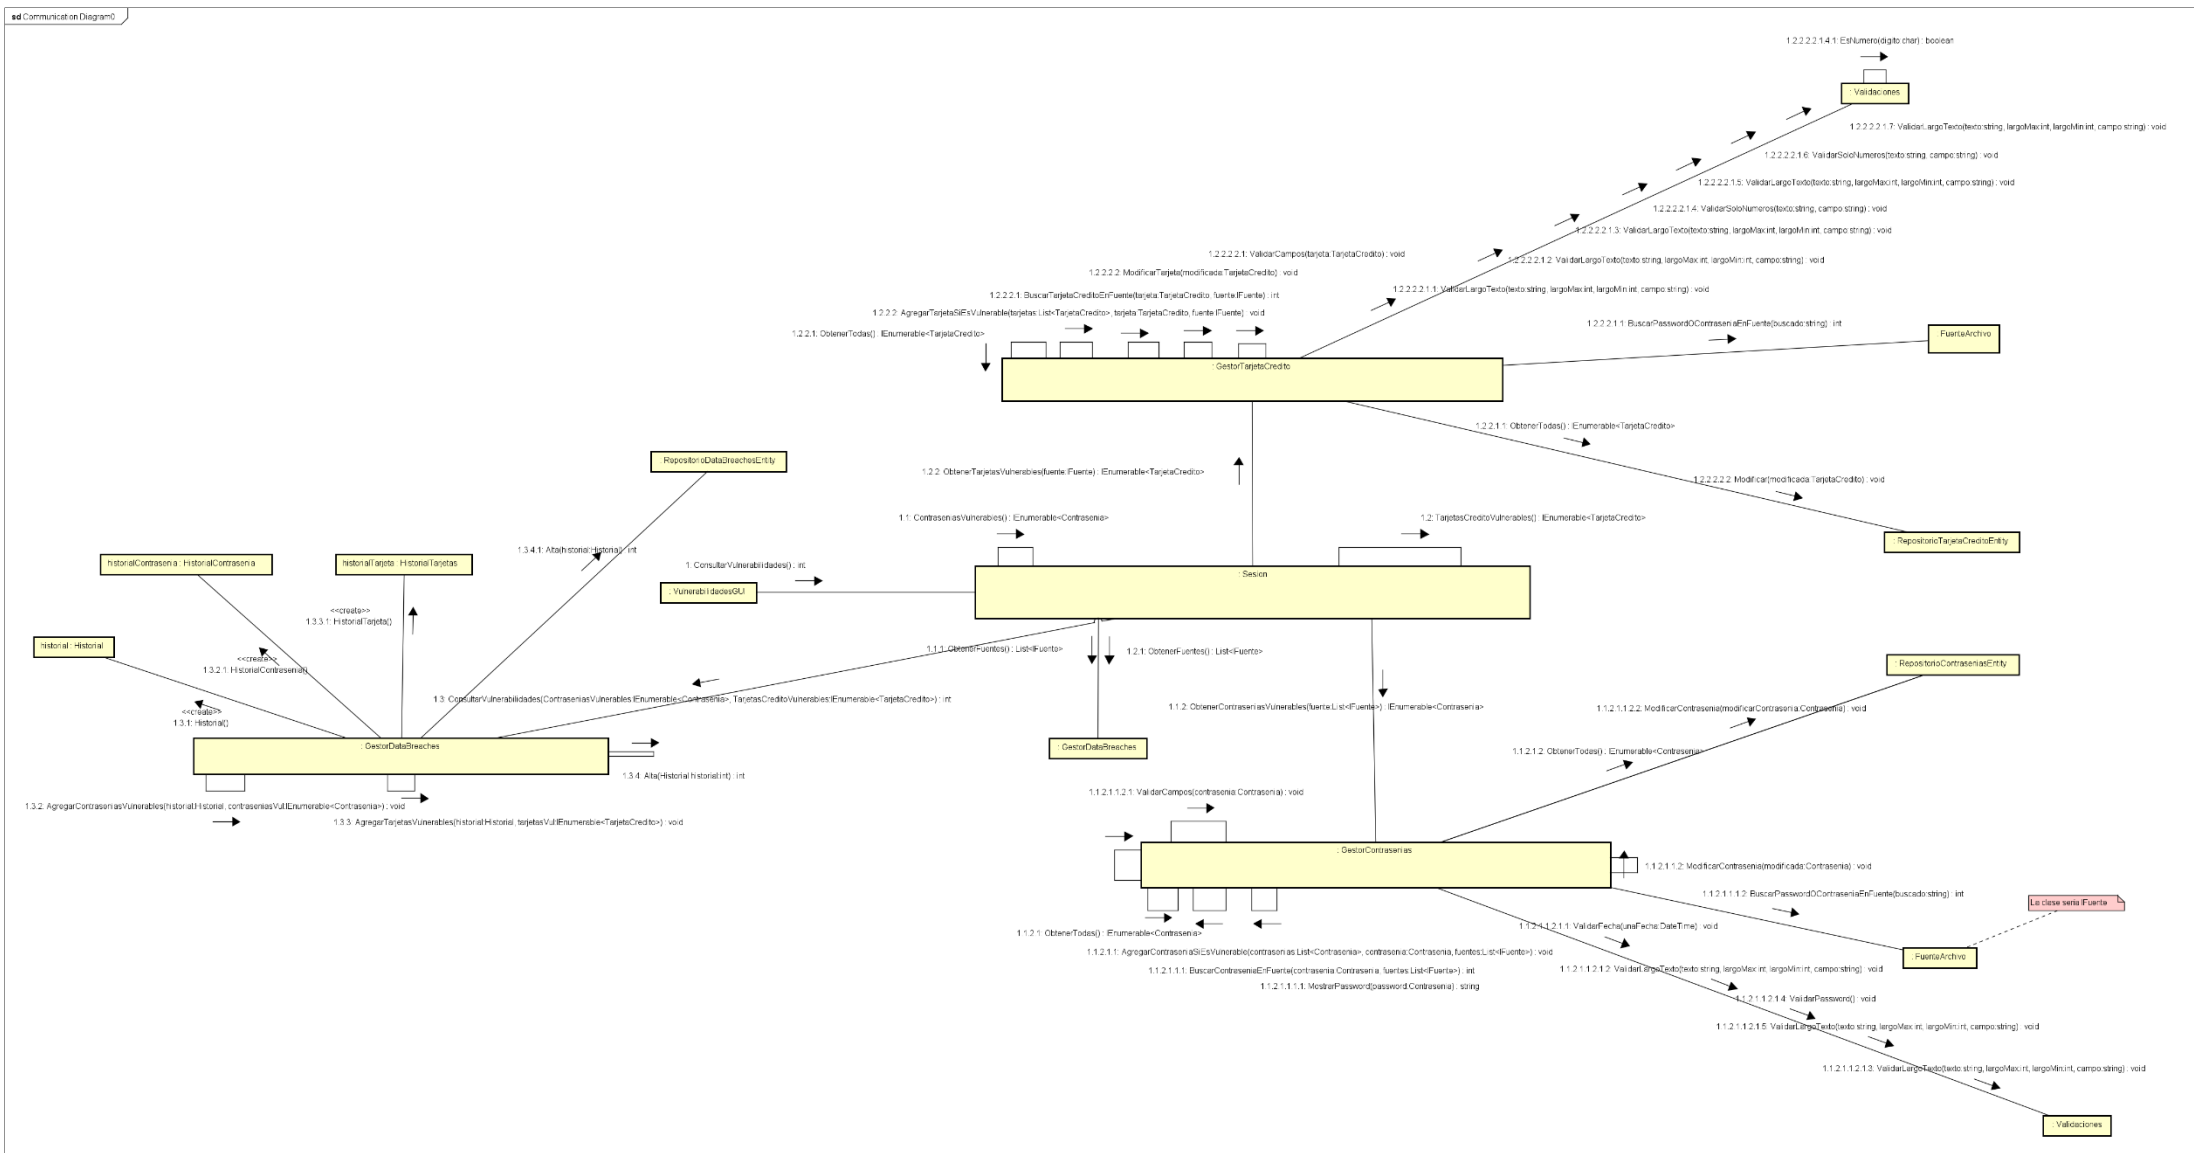 sd Communication Diagram0
1.2.2.2.2.1.4.1: EsNumero(digito:char) : boolean
: Validaciones
1.2.2.2.2.1.7: ValidarLargoTexto(texto:string, largoMax:int, largoMin:int, campo:string) : void
1.2.2.2.2.1.6: ValidarSoloNumeros(texto:string, campo:string) : void
1.2.2.2.2.1.5: ValidarLargoTexto(texto:string, largoMax:int, largoMin:int, campo:string) : void
1.2.2.2.2.1.4: ValidarSoloNumeros(texto:string, campo:string) : void
1.2.2.2.2.1.3: ValidarLargoTexto(texto:string, largoMax:int, largoMin:int, campo:string) : void
1.2.2.2.2.1: ValidarCampos(tarjeta:TarjetaCredito) : void
1.2.2.2.2.1.2: ValidarLargoTexto(texto:string, largoMax:int, largoMin:int, campo:string) : void
1.2.2.2.2: ModificarTarjeta(modificada:TarjetaCredito) : void
1.2.2.2.2.1.1: ValidarLargoTexto(texto:string, largoMax:int, largoMin:int, campo:string) : void
1.2.2.2.1: BuscarTarjetaCreditoEnFuente(tarjeta:TarjetaCredito, fuente:IFuente) : int
1.2.2.2: AgregarTarjetaSiEsVulnerable(tarjetas:List<TarjetaCredito>, tarjeta:TarjetaCredito, fuente:IFuente) : void
1.2.2.1: ObtenerTodas() : IEnumerable<TarjetaCredito>
1.2.2.2.1.1: BuscarPasswordOContraseniaEnFuente(buscado:string) : int
: FuenteArchivo
: GestorTarjetaCredito
1.2.2.1.1: ObtenerTodas() : IEnumerable<TarjetaCredito>
: RepositorioDataBreachesEntity
1.2.2: ObtenerTarjetasVulnerables(fuente:IFuente) : IEnumerable<TarjetaCredito>
1.2.2.2.2.2: Modificar(modificada:TarjetaCredito) : void
1.1: ContraseniasVulnerables() : IEnumerable<Contrasenia>
1.2: TarjetasCreditoVulnerables() : IEnumerable<TarjetaCredito>
: RepositorioTarjetaCreditoEntity
1.3.4.1: Alta(historial:Historial) : int
historialContrasenia : HistorialContrasenia
historialTarjeta : HistorialTarjetas
1: ConsultarVulnerabilidades() : int
: Sesion
: VulnerabilidadesGUI
<<create>>
1.3.3.1: HistorialTarjeta()
historial : Historial
<<create>>
1.3.2.1: HistorialContrasenia()
1.1.1: ObtenerFuentes() : List<IFuente>
1.2.1: ObtenerFuentes() : List<IFuente>
: RepositorioContraseniasEntity
1.3: ConsultarVulnerabilidades(ContraseniasVulnerables:IEnumerable<Contrasenia>, TarjetasCreditoVulnerables:IEnumerable<TarjetaCredito>) : int
1.1.2: ObtenerContraseniasVulnerables(fuente:List<IFuente>) : IEnumerable<Contrasenia>
1.1.2.1.1.2.2: ModificarContrasenia(modificarContrasenia:Contrasenia) : void
<<create>>
1.3.1: Historial()
: GestorDataBreaches
: GestorDataBreaches
1.1.2.1.2: ObtenerTodas() : IEnumerable<Contrasenia>
1.3.4: Alta(Historial historial:int) : int
1.1.2.1.1.2.1: ValidarCampos(contrasenia:Contrasenia) : void
1.3.2: AgregarContraseniasVulnerables(historial:Historial, contraseniasVul:IEnumerable<Contrasenia>) : void
1.3.3: AgregarTarjetasVulnerables(historial:Historial, tarjetasVul:IEnumerable<TarjetaCredito>) : void
: GestorContrasenias
1.1.2.1.1.2: ModificarContrasenia(modificada:Contrasenia) : void
1.1.2.1.1.1.2: BuscarPasswordOContraseniaEnFuente(buscado:string) : int
La clase seria IFuente
1.1.2.1: ObtenerTodas() : IEnumerable<Contrasenia>
1.1.2.1.1.2.1.1: ValidarFecha(unaFecha:DateTime) : void
1.1.2.1.1: AgregarContraseniaSiEsVulnerable(contrasenias:List<Contrasenia>, contrasenia:Contrasenia, fuentes:List<IFuente>) : void
: FuenteArchivo
1.1.2.1.1.1: BuscarContraseniaEnFuente(contrasenia:Contrasenia, fuentes:List<IFuente>) : int
1.1.2.1.1.2.1.2: ValidarLargoTexto(texto:string, largoMax:int, largoMin:int, campo:string) : void
1.1.2.1.1.1.1: MostrarPassword(password:Contrasenia) : string
1.1.2.1.1.2.1.4: ValidarPassword() : void
1.1.2.1.1.2.1.5: ValidarLargoTexto(texto:string, largoMax:int, largoMin:int, campo:string) : void
1.1.2.1.1.2.1.3: ValidarLargoTexto(texto:string, largoMax:int, largoMin:int, campo:string) : void
: Validaciones